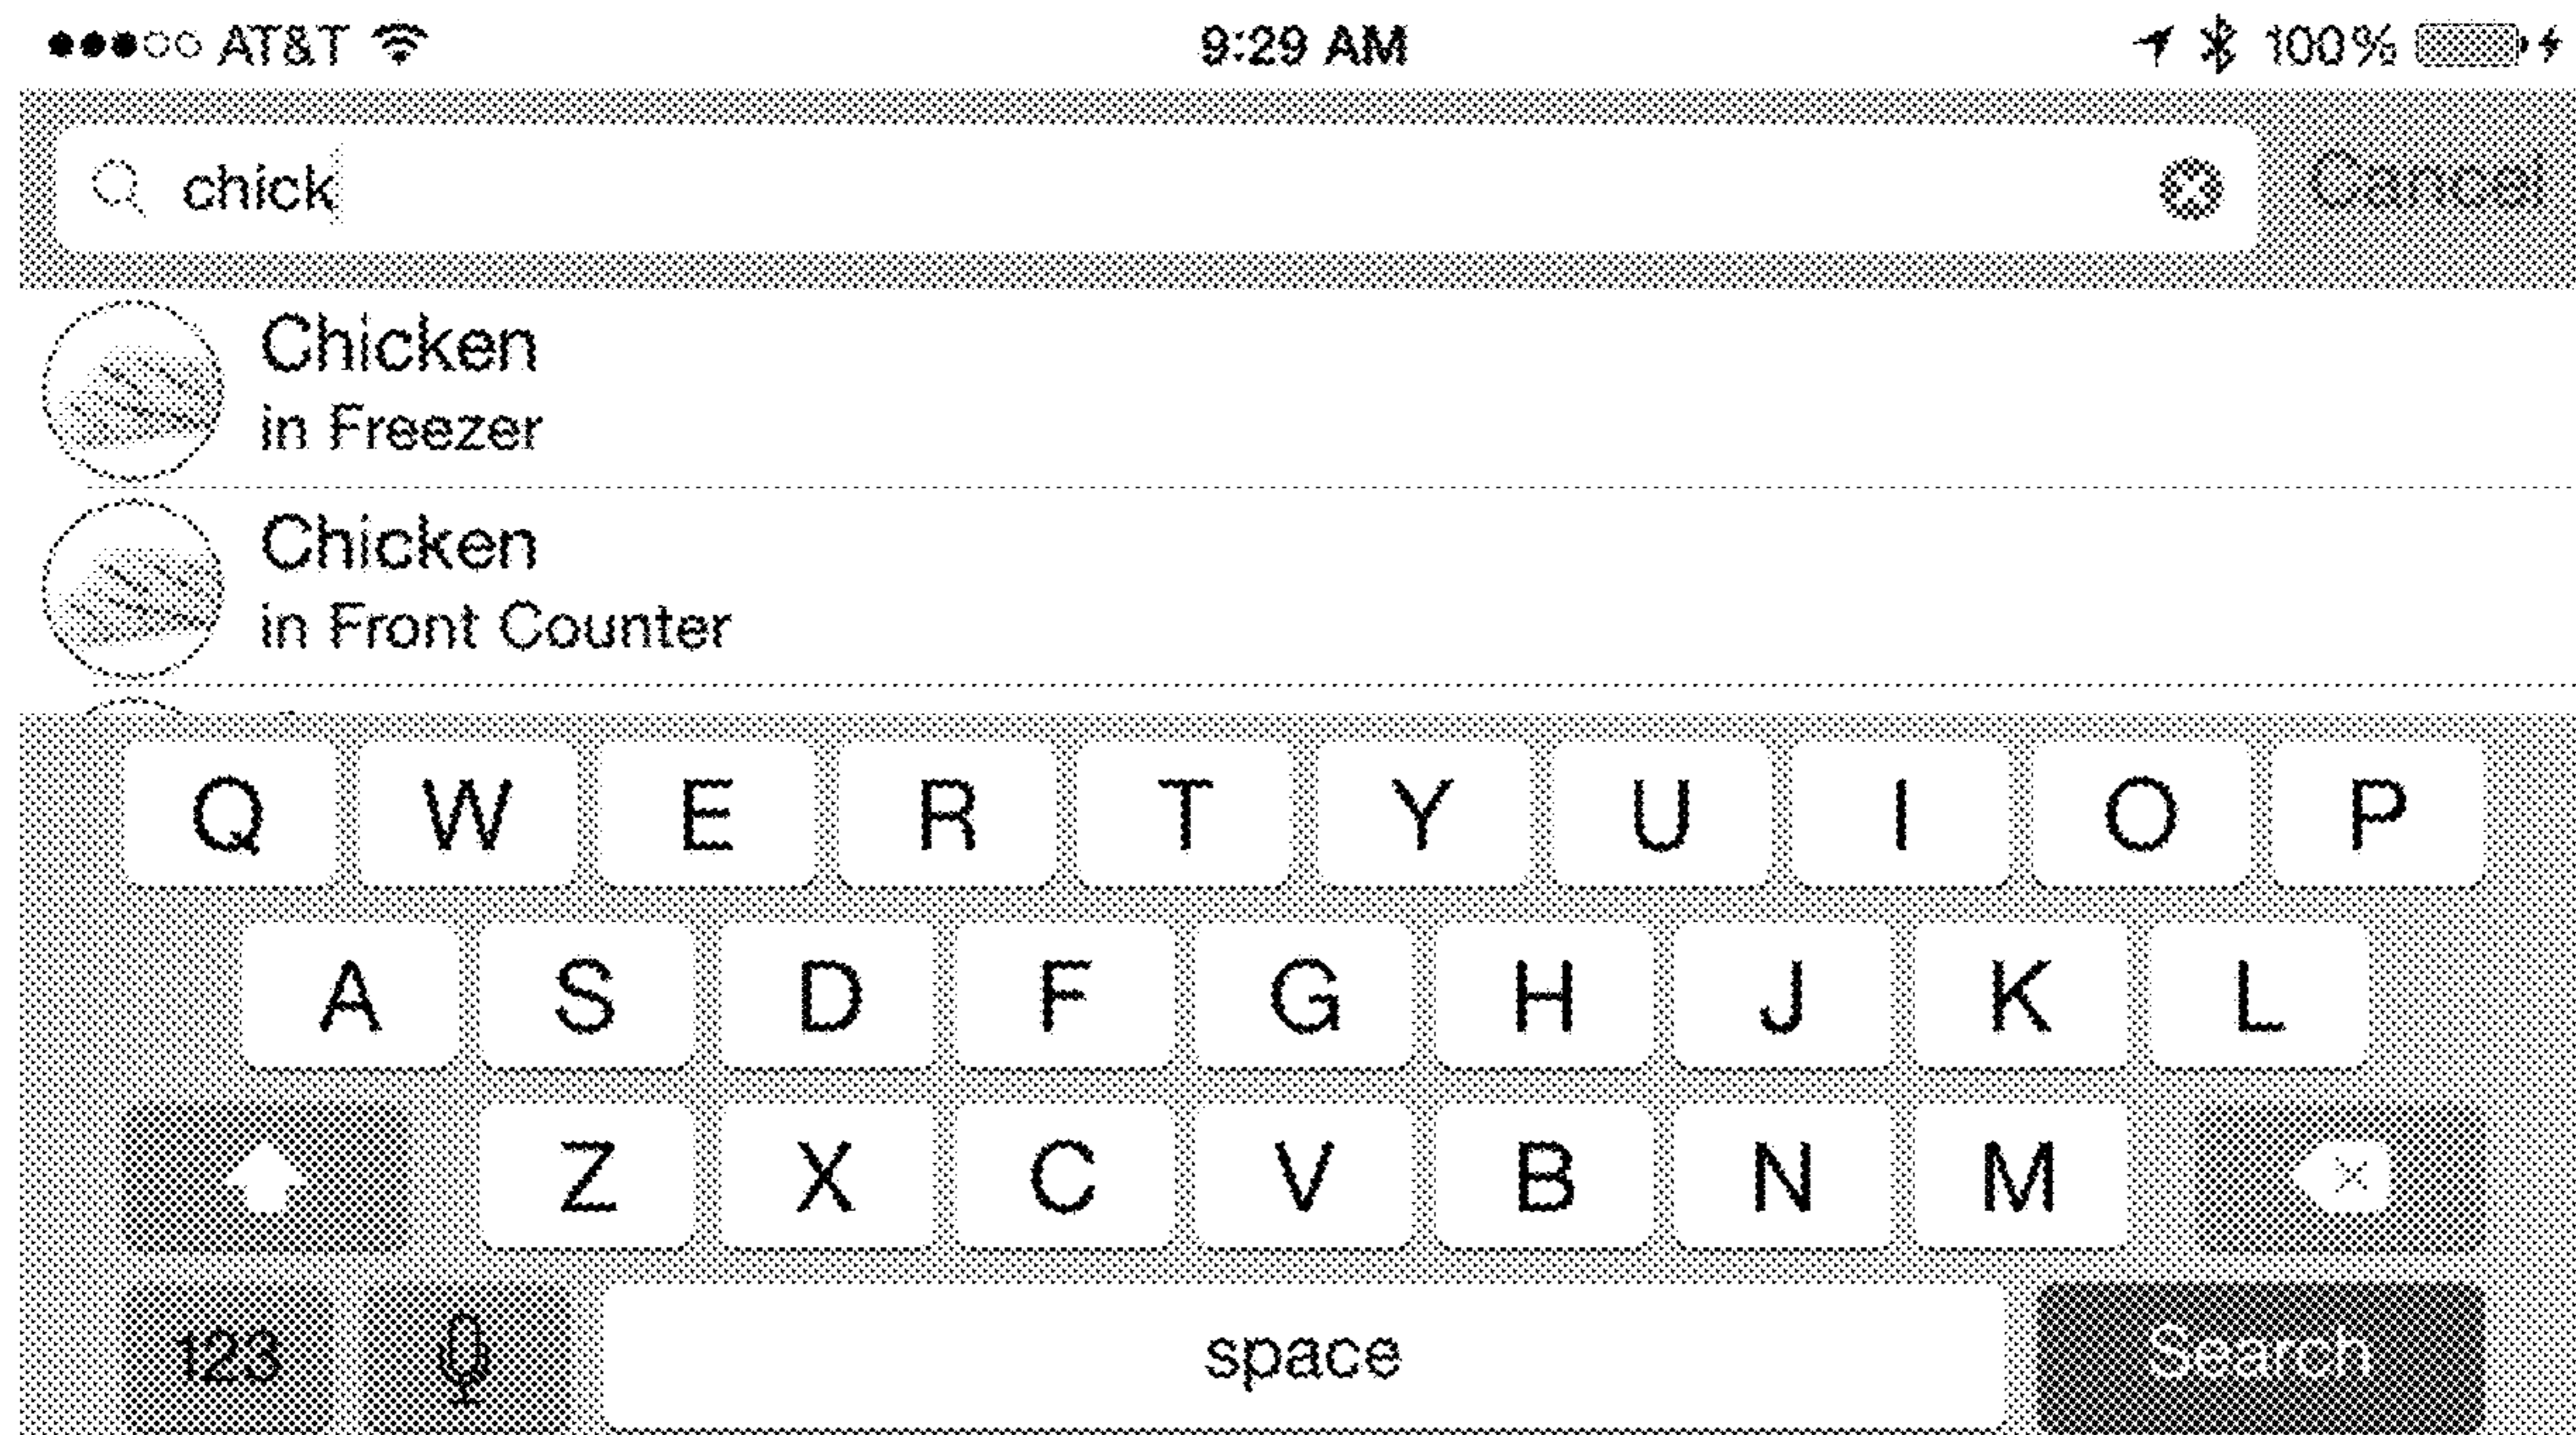 AT&T 9:29 AM 100%
chick Cancel
Chicken
in Freezer
Chicken
in Front Counter
Q W E R T Y U I O P
A S D F G H J K L
Z X C V B N M
123 space Search